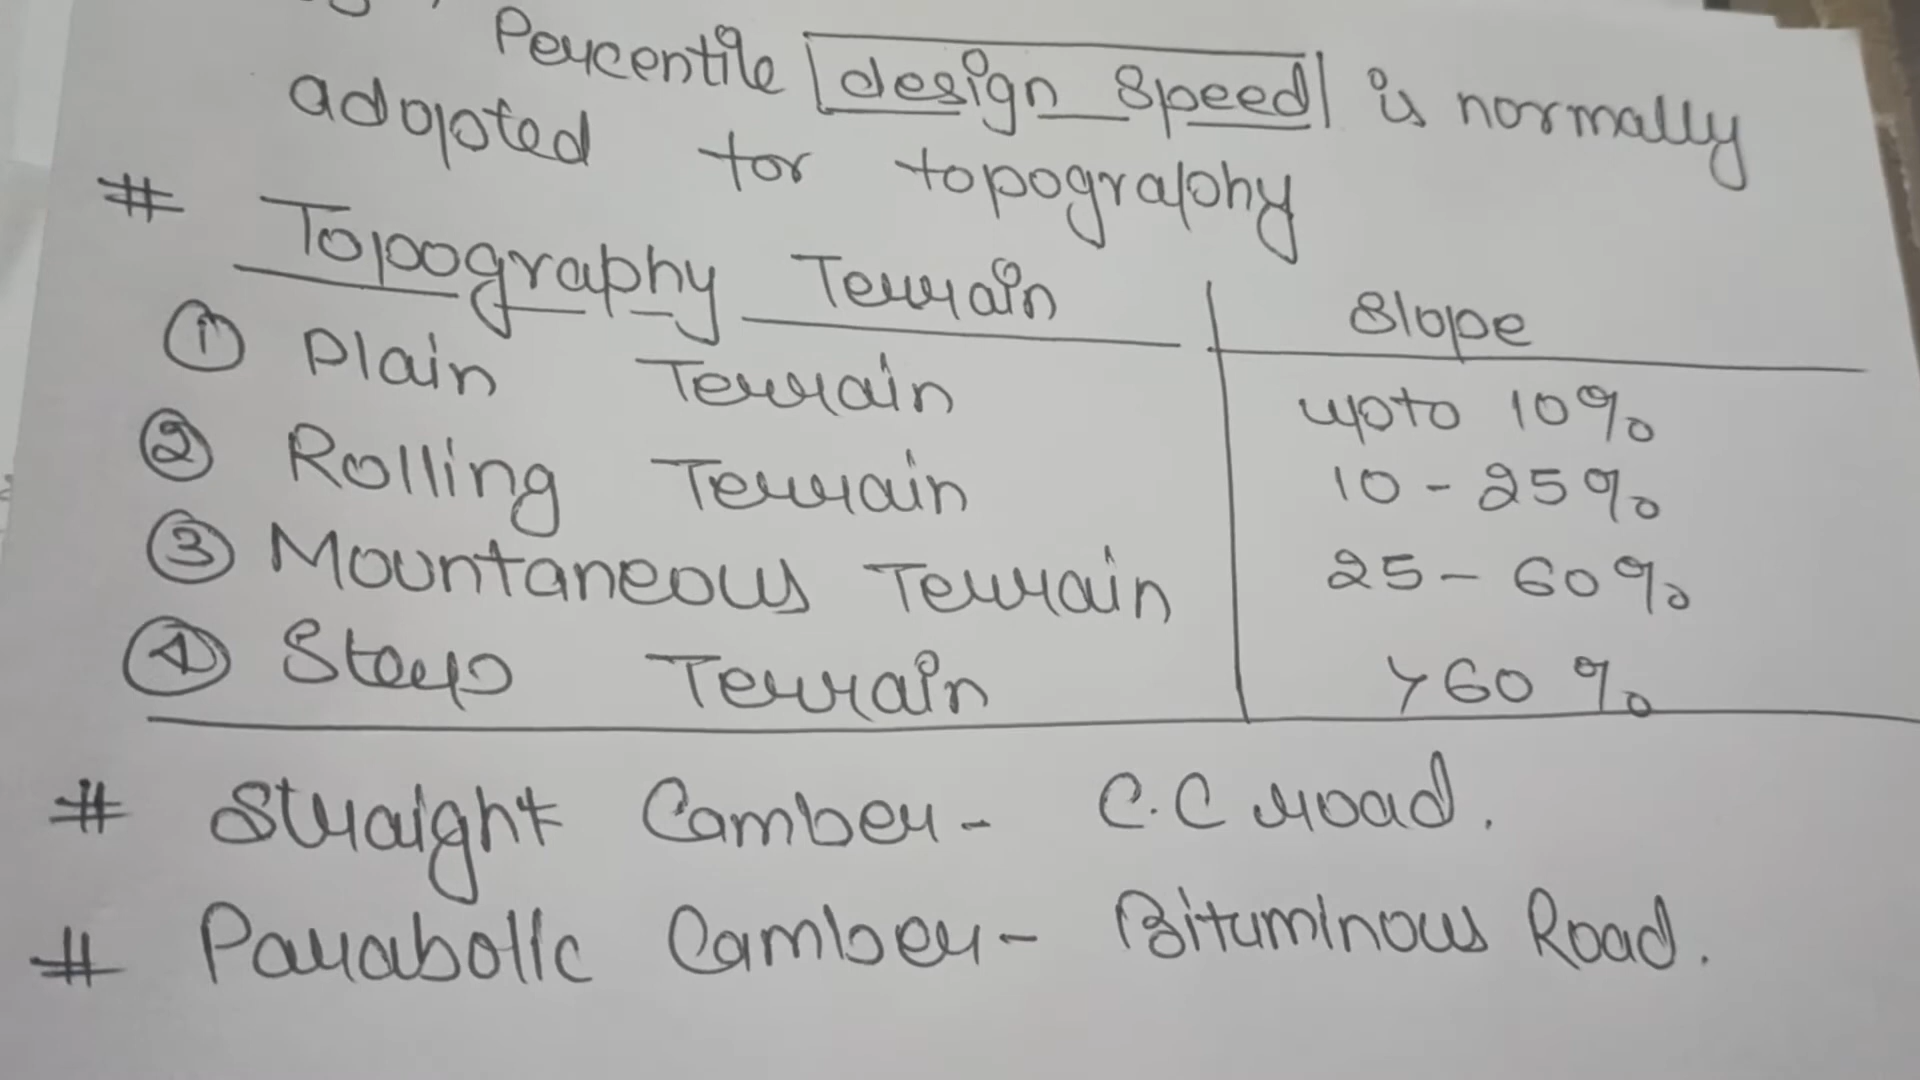 Percentile design speed is normally
adopted for topography
# Topography Terrain Slope
① Plain Terrain upto 10%
② Rolling Terrain 10 - 25%
③ Mountaneous Terrain 25 - 60%
④ Steep Terrain >60%
# Straight Camber - C.C road.
# Parabolic Camber - Bituminous Road.